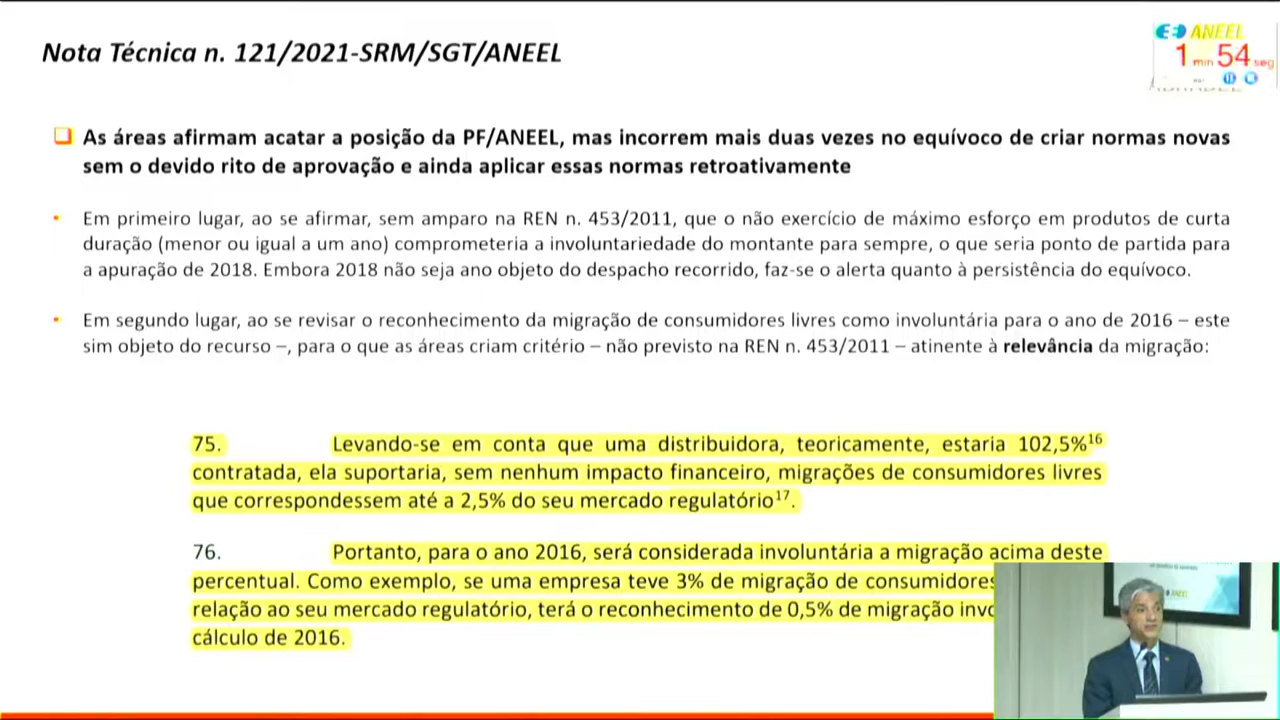 Nota Técnica n. 121/2021-SRM/SGT/ANEEL
ANEEL
1 min 54 seg
As áreas afirmam acatar a posição da PF/ANEEL, mas incorrem mais duas vezes no equívoco de criar normas novas
sem o devido rito de aprovação e ainda aplicar essas normas retroativamente
Em primeiro lugar, ao se afirmar, sem amparo na REN n. 453/2011, que o não exercício de máximo esforço em produtos de curta
duração (menor ou igual a um ano) comprometeria a involuntariedade do montante para sempre, o que seria ponto de partida para
a apuração de 2018. Embora 2018 não seja ano objeto do despacho recorrido, faz-se o alerta quanto à persistência do equívoco.
Em segundo lugar, ao se revisar o reconhecimento da migração de consumidores livres como involuntária para o ano de 2016 – este
sim objeto do recurso –, para o que as áreas criam critério – não previsto na REN n. 453/2011 – atinente à relevância da migração:
75. Levando-se em conta que uma distribuidora, teoricamente, estaria 102,5%16
contratada, ela suportaria, sem nenhum impacto financeiro, migrações de consumidores livres
que correspondessem até a 2,5% do seu mercado regulatório17.
76. Portanto, para o ano 2016, será considerada involuntária a migração acima deste
percentual. Como exemplo, se uma empresa teve 3% de migração de consumidores
relação ao seu mercado regulatório, terá o reconhecimento de 0,5% de migração invo
cálculo de 2016.
ANEEL